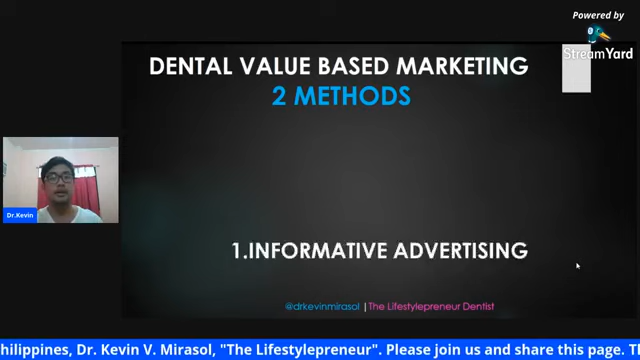 Powered by
StreamYard
DENTAL VALUE BASED MARKETING
2 METHODS
Dr.Kevin
1.INFORMATIVE ADVERTISING
@drkevinmirasol | The Lifestylepreneur Dentist
hilippines, Dr. Kevin V. Mirasol, "The Lifestylepreneur". Please join us and share this page. T